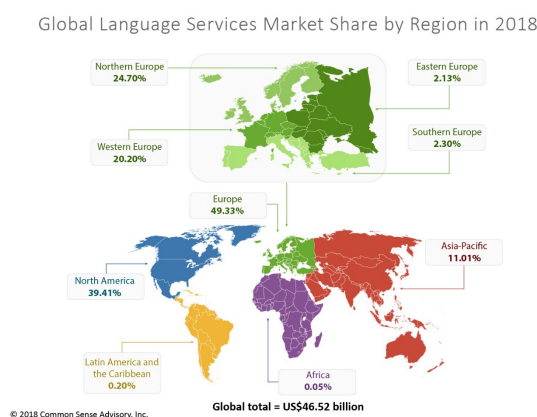 Global Language Services Market Share by Region in 2018
Northern Europe
24.70%
Eastern Europe
2.13%
Western Europe
20.20%
Southern Europe
2.30%
Europe
49.33%
North America
39.41%
Asia-Pacific
11.01%
Latin America and
the Caribbean
0.20%
Africa
0.05%
Global total = US$46.52 billion
© 2018 Common Sense Advisory, Inc.